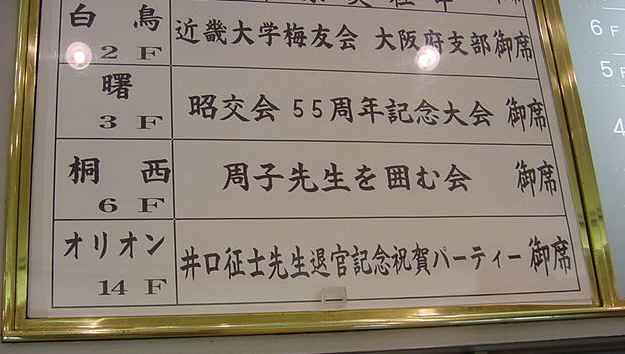 白鳥
2F
近畿大学梅友会 大阪府支部御席
曙
3F
昭交会 55周年記念大会 御席
桐西
6F
周子先生を囲む会 御席
オリオン
14 F
井口征士先生退官記念祝賀パーティー御席
6F
5F
4